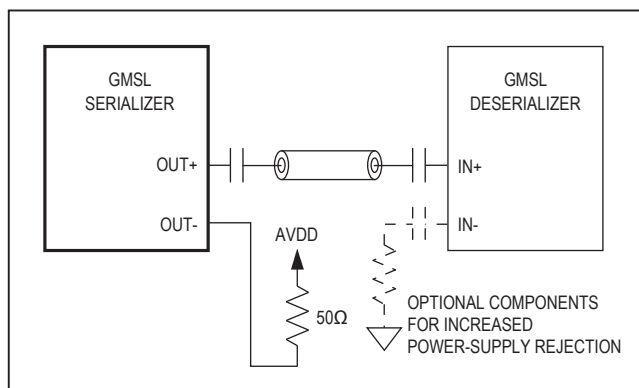 GMSL
SERIALIZER
GMSL
DESERIALIZER
OUT+
IN+
OUT-
IN-
AVDD
50Ω
OPTIONAL COMPONENTS
FOR INCREASED
POWER-SUPPLY REJECTION